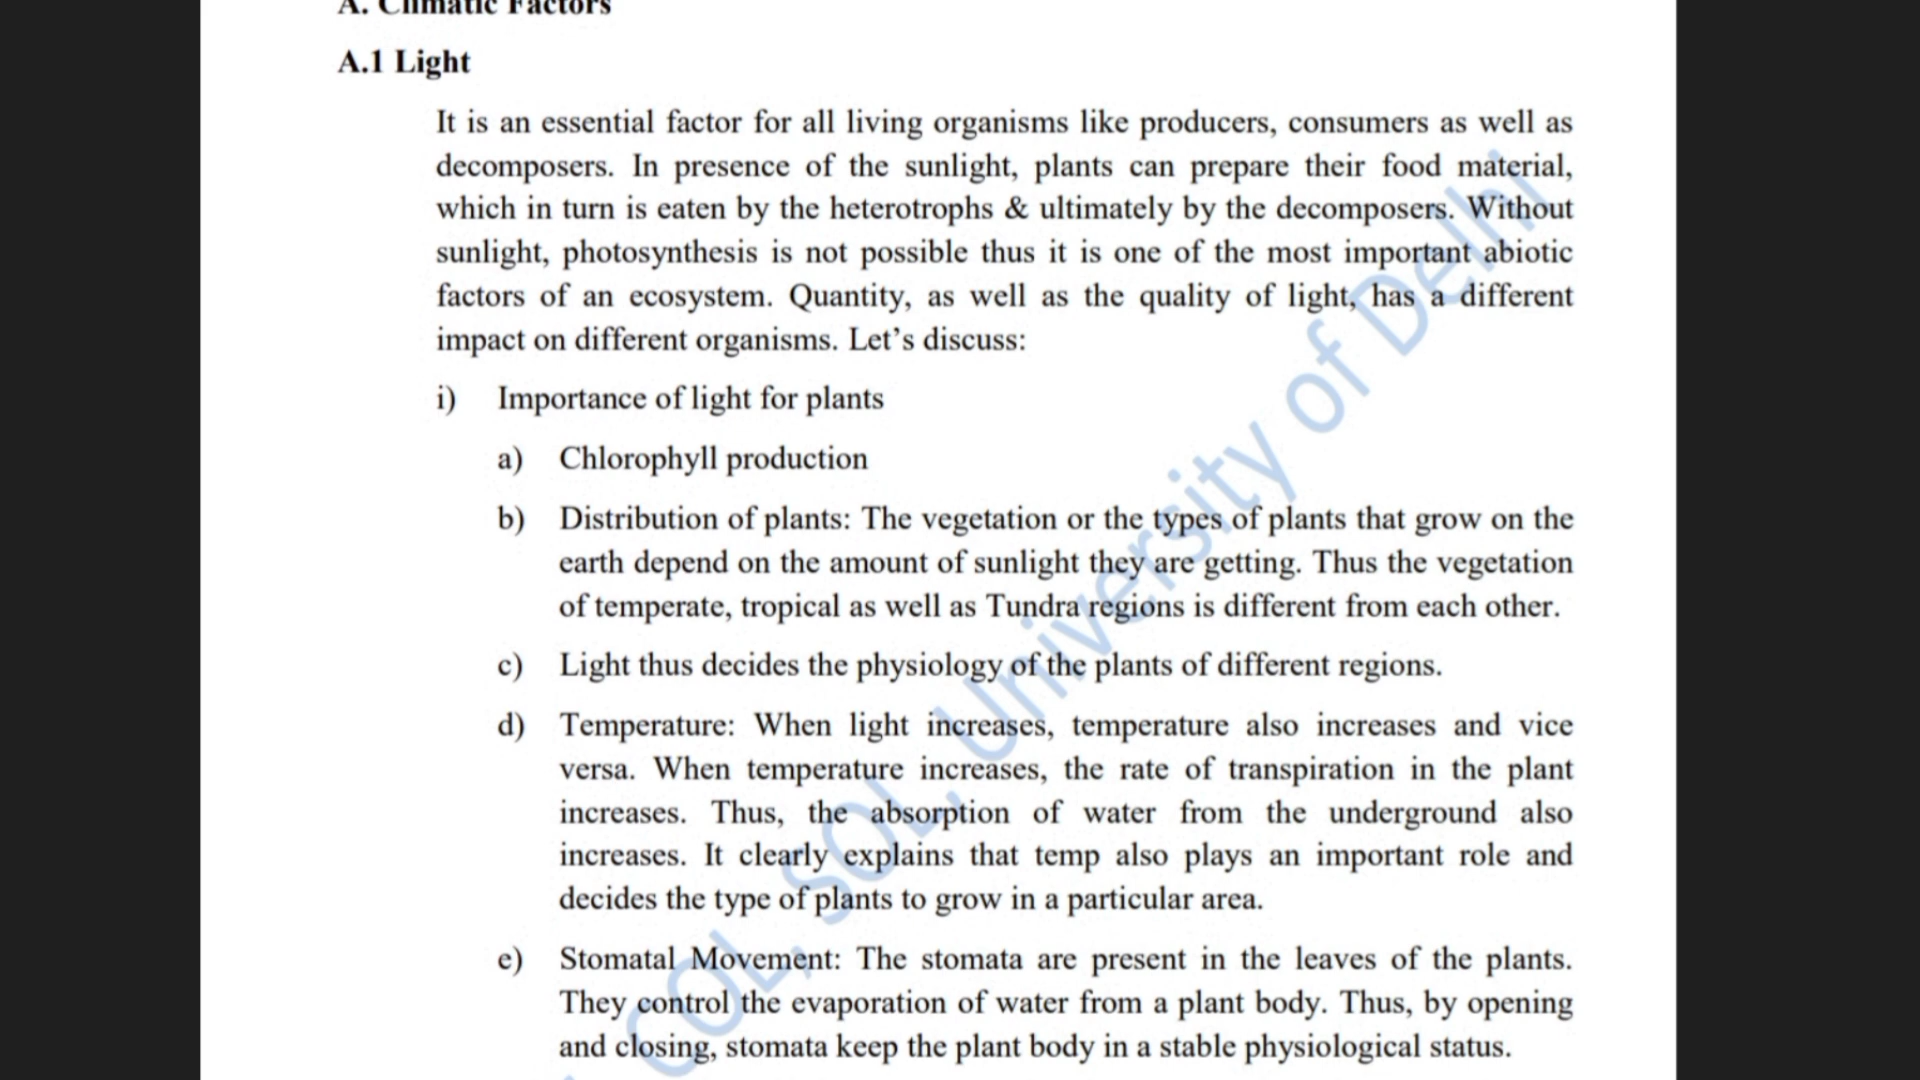 A. Climatic Factors
A.1 Light
It is an essential factor for all living organisms like producers, consumers as well as
decomposers. In presence of the sunlight, plants can prepare their food material,
which in turn is eaten by the heterotrophs & ultimately by the decomposers. Without
sunlight, photosynthesis is not possible thus it is one of the most important abiotic
factors of an ecosystem. Quantity, as well as the quality of light, has a different
impact on different organisms. Let’s discuss:
i) Importance of light for plants
a) Chlorophyll production
b) Distribution of plants: The vegetation or the types of plants that grow on the
earth depend on the amount of sunlight they are getting. Thus the vegetation
of temperate, tropical as well as Tundra regions is different from each other.
c) Light thus decides the physiology of the plants of different regions.
d) Temperature: When light increases, temperature also increases and vice
versa. When temperature increases, the rate of transpiration in the plant
increases. Thus, the absorption of water from the underground also
increases. It clearly explains that temp also plays an important role and
decides the type of plants to grow in a particular area.
e) Stomatal Movement: The stomata are present in the leaves of the plants.
They control the evaporation of water from a plant body. Thus, by opening
and closing, stomata keep the plant body in a stable physiological status.
COL, SOL, University of Delhi